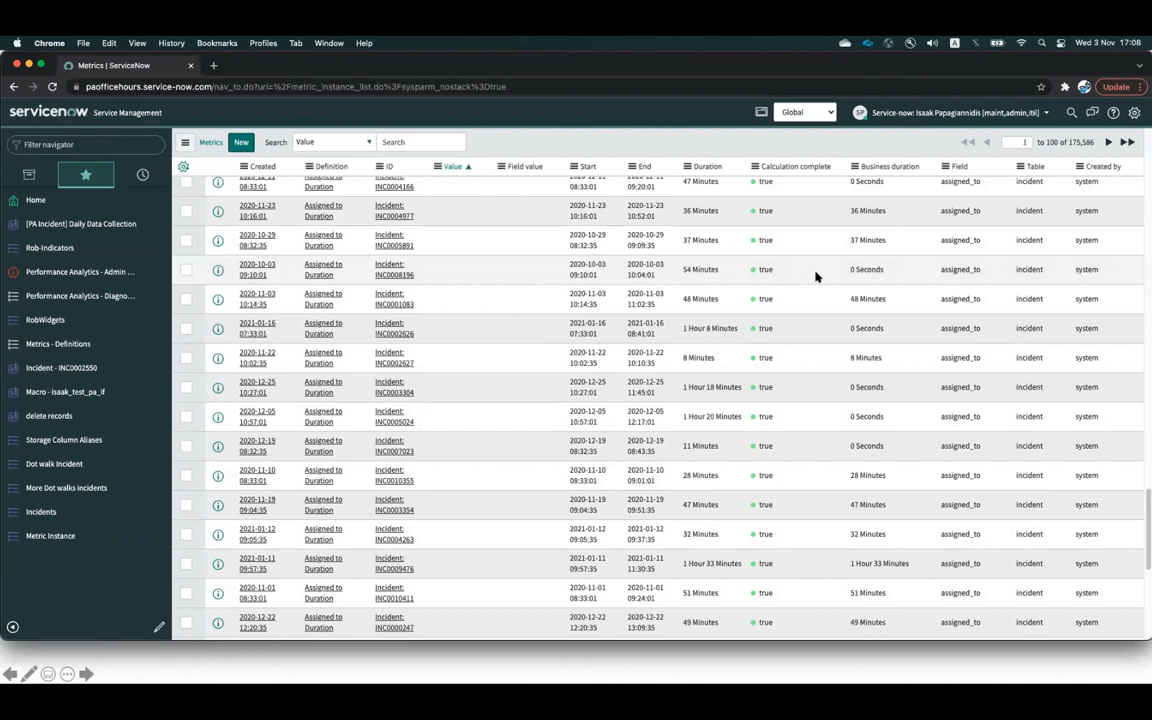 Chrome File Edit View History Bookmarks Profiles Tab Window Help A Wed 3 Nov 17:08
Metrics | ServiceNow
paofficehours.service-now.com/nav_to.do?uri=%2Fmetric_instance_list.do%3Fsysparm_nostack%3Dtrue Update
servicenow Service Management Global SP Service-now: Isaak Papagiannidis [maint,admin,itil]
Filter navigator
Metrics New Search Value Search 1 to 100 of 175,586
Created Definition ID Value Field value Start End Duration Calculation complete Business duration Field Table Created by
Home
[PA Incident] Daily Data Collection
Rob-Indicators
Performance Analytics - Admin ...
Performance Analytics - Diagno...
RobWidgets
Metrics - Definitions
Incident - INC0002550
Macro - isaak_test_pa_if
delete records
Storage Column Aliases
Dot walk Incident
More Dot walks incidents
Incidents
Metric Instance
08:33:01 Duration INC0004166 08:33:01 09:20:01 47 Minutes true 0 Seconds assigned_to incident system
2020-11-23 Assigned to Incident: 2020-11-23 2020-11-23
10:16:01 Duration INC0004977 10:16:01 10:52:01 36 Minutes true 36 Minutes assigned_to incident system
2020-10-29 Assigned to Incident: 2020-10-29 2020-10-29
08:32:35 Duration INC0005891 08:32:35 09:09:35 37 Minutes true 37 Minutes assigned_to incident system
2020-10-03 Assigned to Incident: 2020-10-03 2020-10-03
09:10:01 Duration INC0008196 09:10:01 10:04:01 54 Minutes true 0 Seconds assigned_to incident system
2020-11-03 Assigned to Incident: 2020-11-03 2020-11-03
10:14:35 Duration INC0001083 10:14:35 11:02:35 48 Minutes true 48 Minutes assigned_to incident system
2021-01-16 Assigned to Incident: 2021-01-16 2021-01-16
07:33:01 Duration INC0002626 07:33:01 08:41:01 1 Hour 8 Minutes true 0 Seconds assigned_to incident system
2020-11-22 Assigned to Incident: 2020-11-22 2020-11-22
10:02:35 Duration INC0002627 10:02:35 10:10:35 8 Minutes true 8 Minutes assigned_to incident system
2020-12-25 Assigned to Incident: 2020-12-25 2020-12-25
10:27:01 Duration INC0003304 10:27:01 11:45:01 1 Hour 18 Minutes true 0 Seconds assigned_to incident system
2020-12-05 Assigned to Incident: 2020-12-05 2020-12-05
10:57:01 Duration INC0005024 10:57:01 12:17:01 1 Hour 20 Minutes true 0 Seconds assigned_to incident system
2020-12-19 Assigned to Incident: 2020-12-19 2020-12-19
08:32:35 Duration INC0007023 08:32:35 08:43:35 11 Minutes true 0 Seconds assigned_to incident system
2020-11-10 Assigned to Incident: 2020-11-10 2020-11-10
08:33:01 Duration INC0010355 08:33:01 09:01:01 28 Minutes true 28 Minutes assigned_to incident system
2020-11-19 Assigned to Incident: 2020-11-19 2020-11-19
09:04:35 Duration INC0003354 09:04:35 09:51:35 47 Minutes true 47 Minutes assigned_to incident system
2021-01-12 Assigned to Incident: 2021-01-12 2021-01-12
09:05:35 Duration INC0004263 09:05:35 09:37:35 32 Minutes true 32 Minutes assigned_to incident system
2021-01-11 Assigned to Incident: 2021-01-11 2021-01-11
09:57:35 Duration INC0009476 09:57:35 11:30:35 1 Hour 33 Minutes true 1 Hour 33 Minutes assigned_to incident system
2020-11-01 Assigned to Incident: 2020-11-01 2020-11-01
08:33:01 Duration INC0010411 08:33:01 09:24:01 51 Minutes true 51 Minutes assigned_to incident system
2020-12-22 Assigned to Incident: 2020-12-22 2020-12-22
12:20:35 Duration INC0000247 12:20:35 13:09:35 49 Minutes true 49 Minutes assigned_to incident system